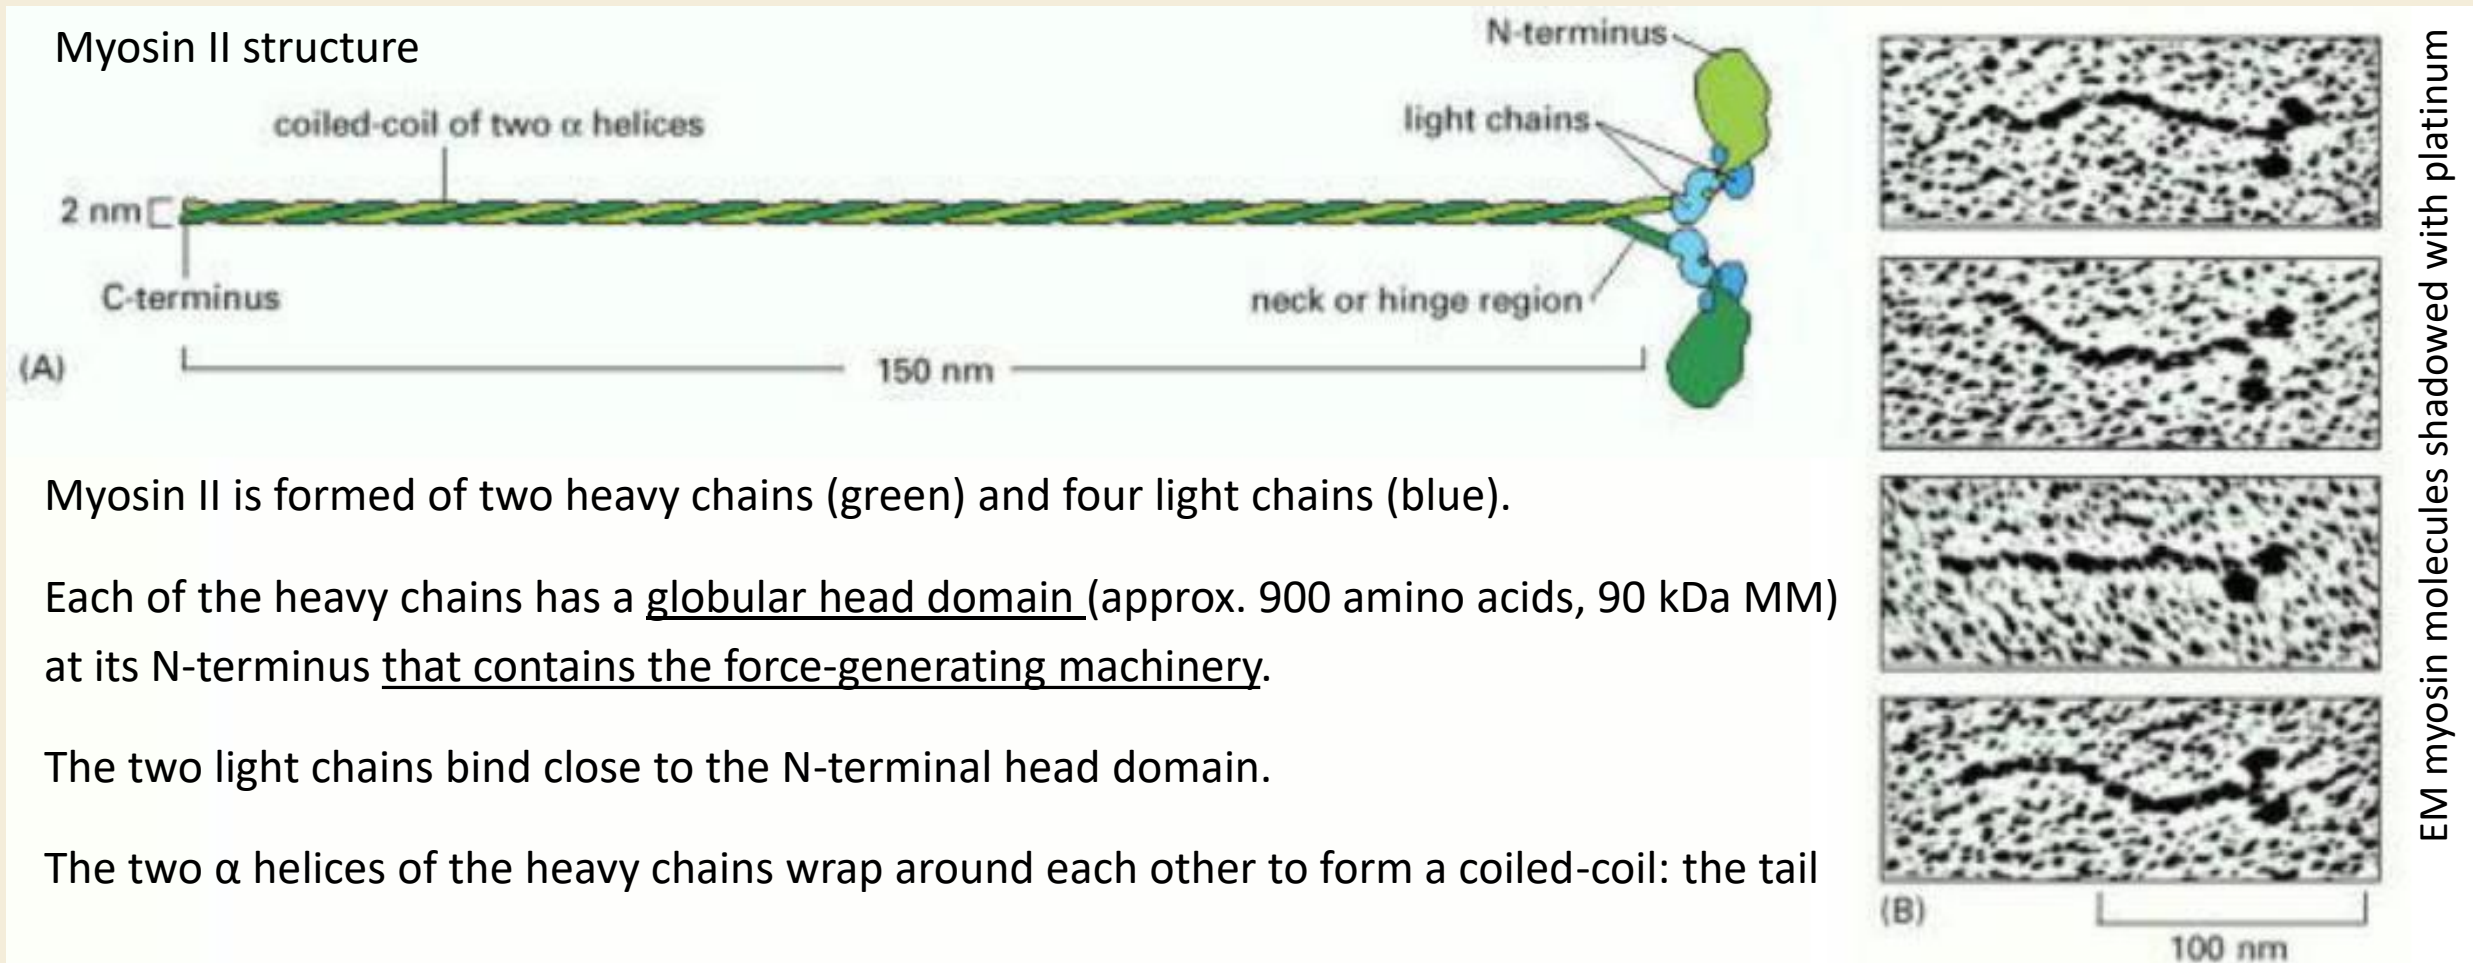 Myosin II structure
N-terminus
coiled-coil of two α helices
light chains
2 nm
C-terminus
neck or hinge region
(A)
150 nm
Myosin II is formed of two heavy chains (green) and four light chains (blue).
Each of the heavy chains has a globular head domain (approx. 900 amino acids, 90 kDa MM)
at its N-terminus that contains the force-generating machinery.
The two light chains bind close to the N-terminal head domain.
The two α helices of the heavy chains wrap around each other to form a coiled-coil: the tail
(B)
100 nm
EM myosin molecules shadowed with platinum